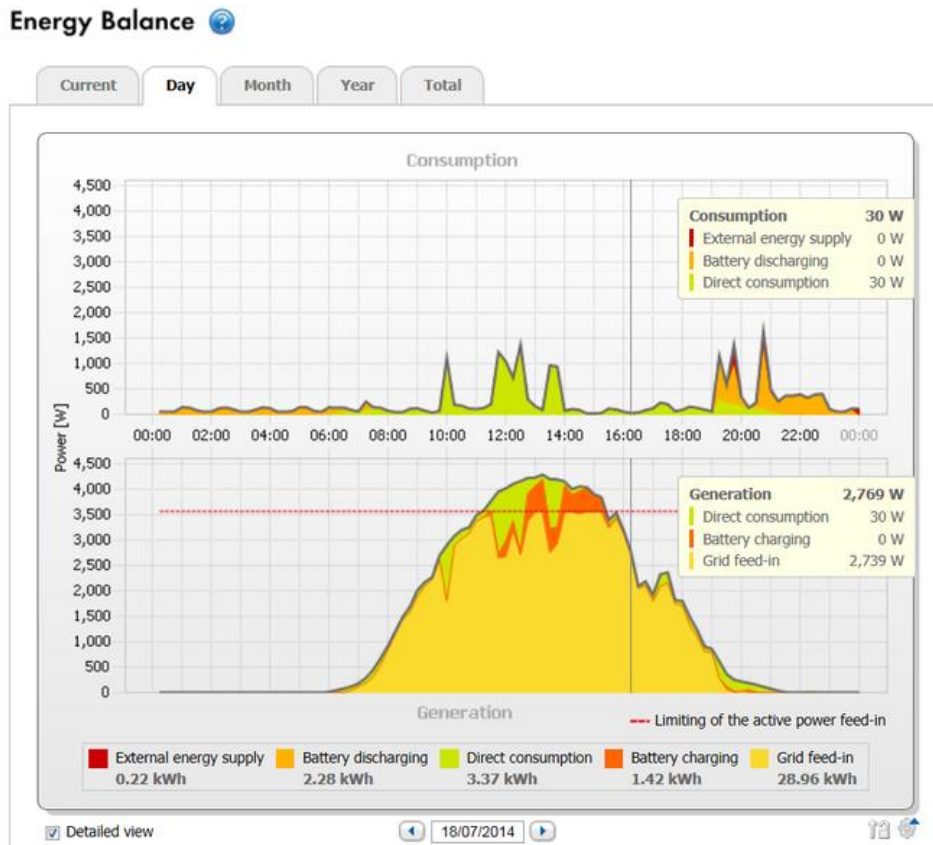 Energy Balance ?
Current Day Month Year Total
Consumption
4,500
4,000
3,500
3,000
2,500
2,000
1,500
1,000
500
0
Consumption 30 W
External energy supply 0 W
Battery discharging 0 W
Direct consumption 30 W
00:00 02:00 04:00 06:00 08:00 10:00 12:00 14:00 16:00 18:00 20:00 22:00 00:00
Power [W]
4,500
4,000
3,500
3,000
2,500
2,000
1,500
1,000
500
0
Generation 2,769 W
Direct consumption 30 W
Battery charging 0 W
Grid feed-in 2,739 W
Generation
Limiting of the active power feed-in
External energy supply Battery discharging Direct consumption Battery charging Grid feed-in
0.22 kWh 2.28 kWh 3.37 kWh 1.42 kWh 28.96 kWh
Detailed view 18/07/2014